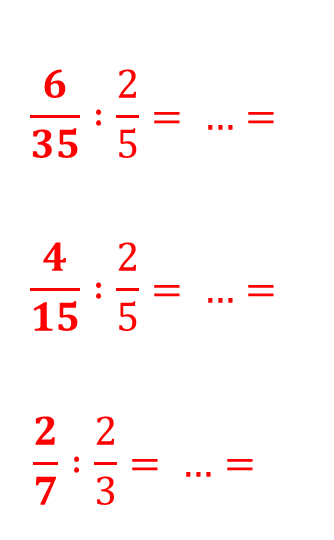 6/35 : 2/5 = ... =
4/15 : 2/5 = ... =
2/7 : 2/3 = ... =